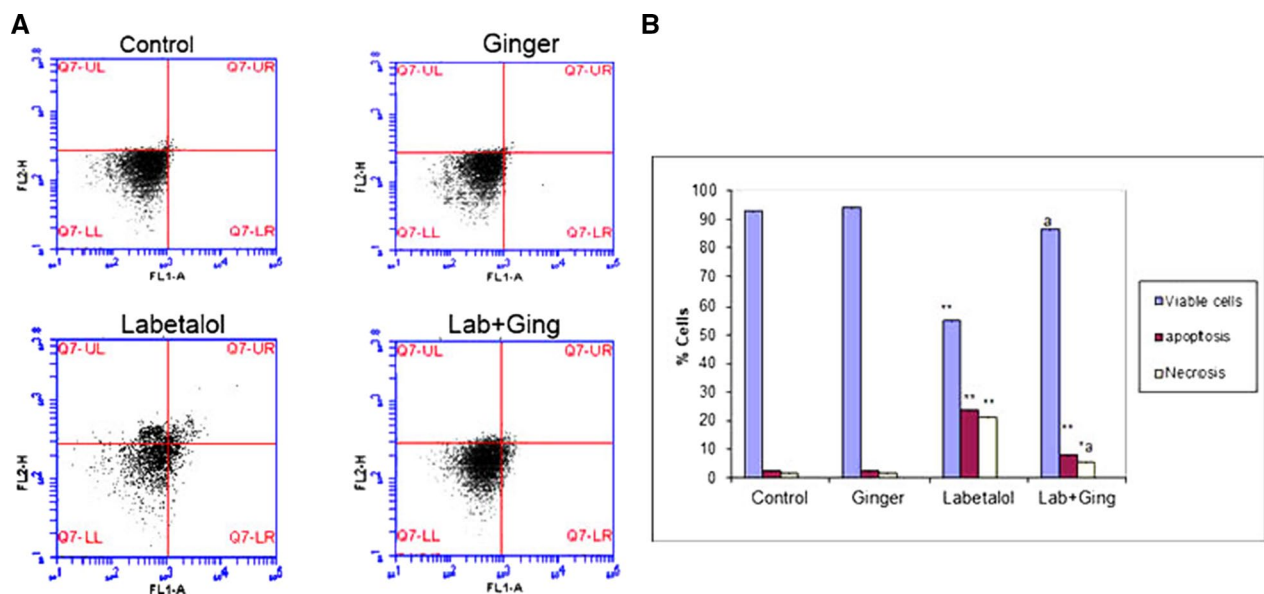 A
Control
Q7-UL
Q7-UR
Q7-LL
Q7-LR
FL2-H
FL1-A
Ginger
Q7-UL
Q7-UR
Q7-LL
Q7-LR
FL2-H
FL1-A
Labetalol
Q7-UL
Q7-UR
Q7-LL
Q7-LR
FL2-H
FL1-A
Lab+Ging
Q7-UL
Q7-UR
Q7-LL
Q7-LR
FL2-H
FL1-A
B
% Cells
100
90
80
70
60
50
40
30
20
10
0
**
**
**
a
**
*a
Control
Ginger
Labetalol
Lab+Ging
Viable cells
apoptosis
Necrosis